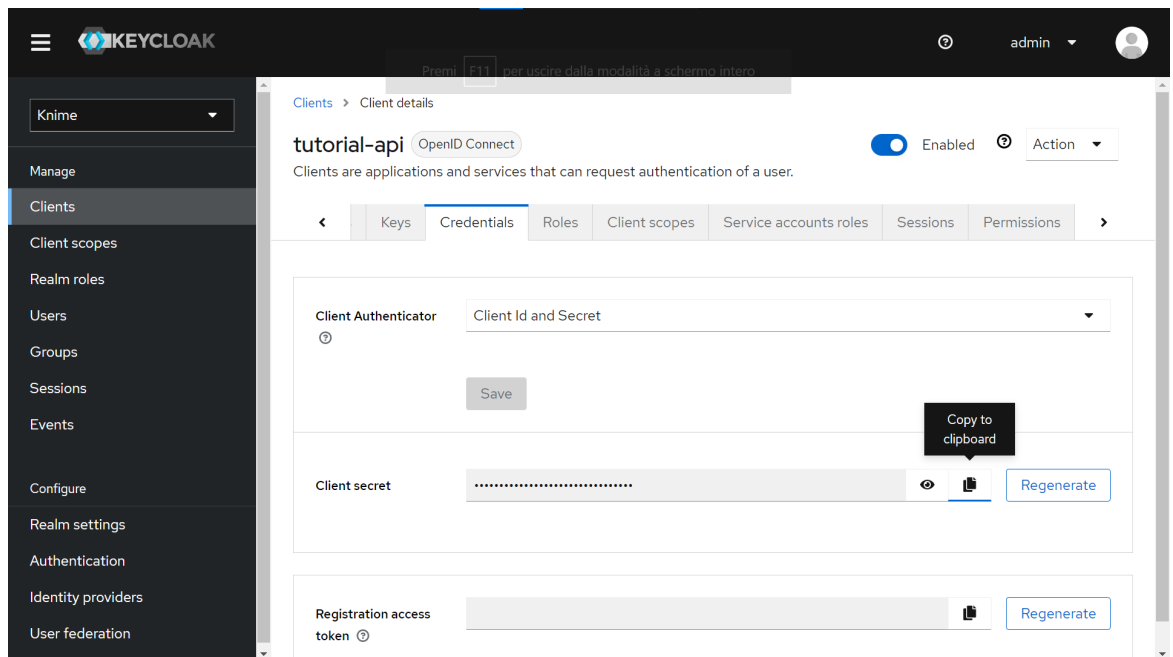 KEYCLOAK
admin
Premi F11 per uscire dalla modalità a schermo intero
Knime
Manage
Clients
Client scopes
Realm roles
Users
Groups
Sessions
Events
Configure
Realm settings
Authentication
Identity providers
User federation
Clients > Client details
tutorial-api OpenID Connect
Enabled
Action
Clients are applications and services that can request authentication of a user.
Keys Credentials Roles Client scopes Service accounts roles Sessions Permissions
Client Authenticator
Client Id and Secret
Save
Copy to
clipboard
Client secret
••••••••••••••••••••••••••••••••
Regenerate
Registration access
token
Regenerate